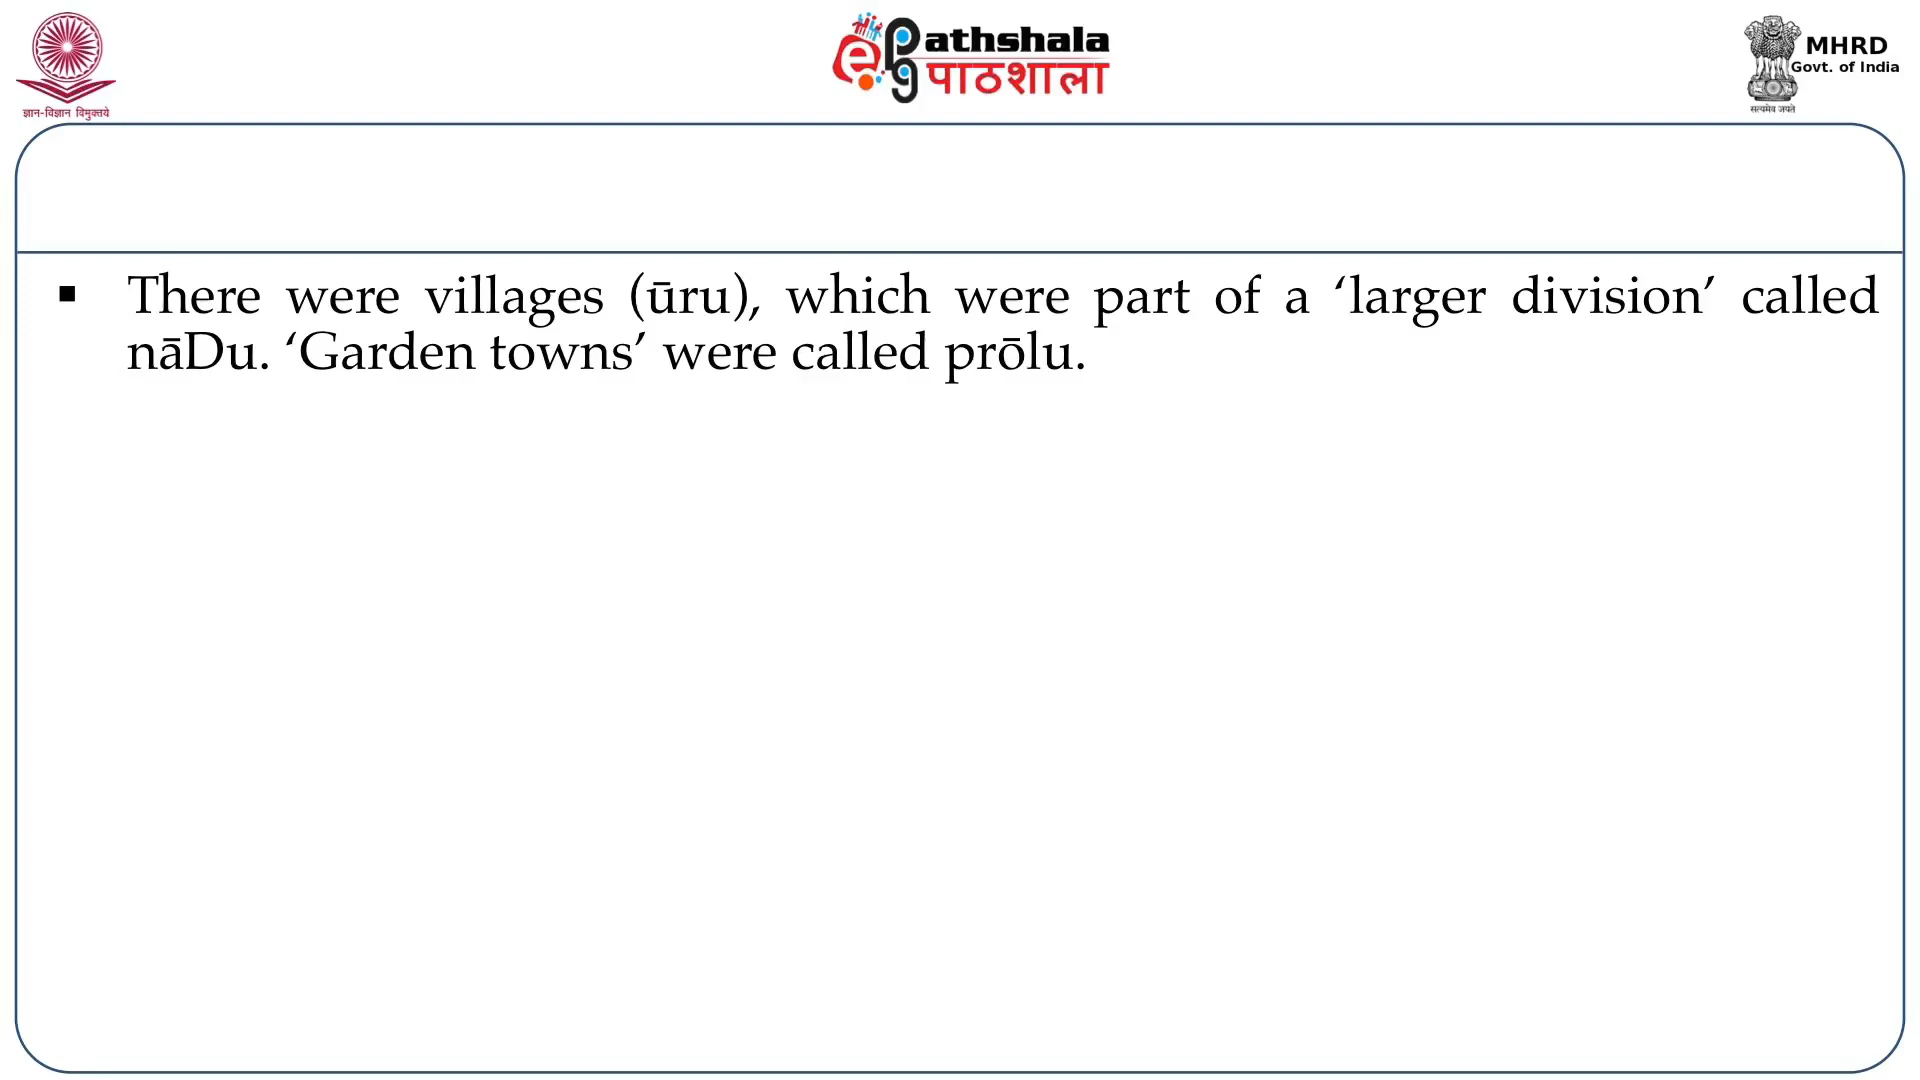 ज्ञान-विज्ञान विमुक्तये
ePathshala
पाठशाला
MHRD
Govt. of India
सत्यमेव जयते
▪ There were villages (ūru), which were part of a ‘larger division’ called
nāDu. ‘Garden towns’ were called prōlu.